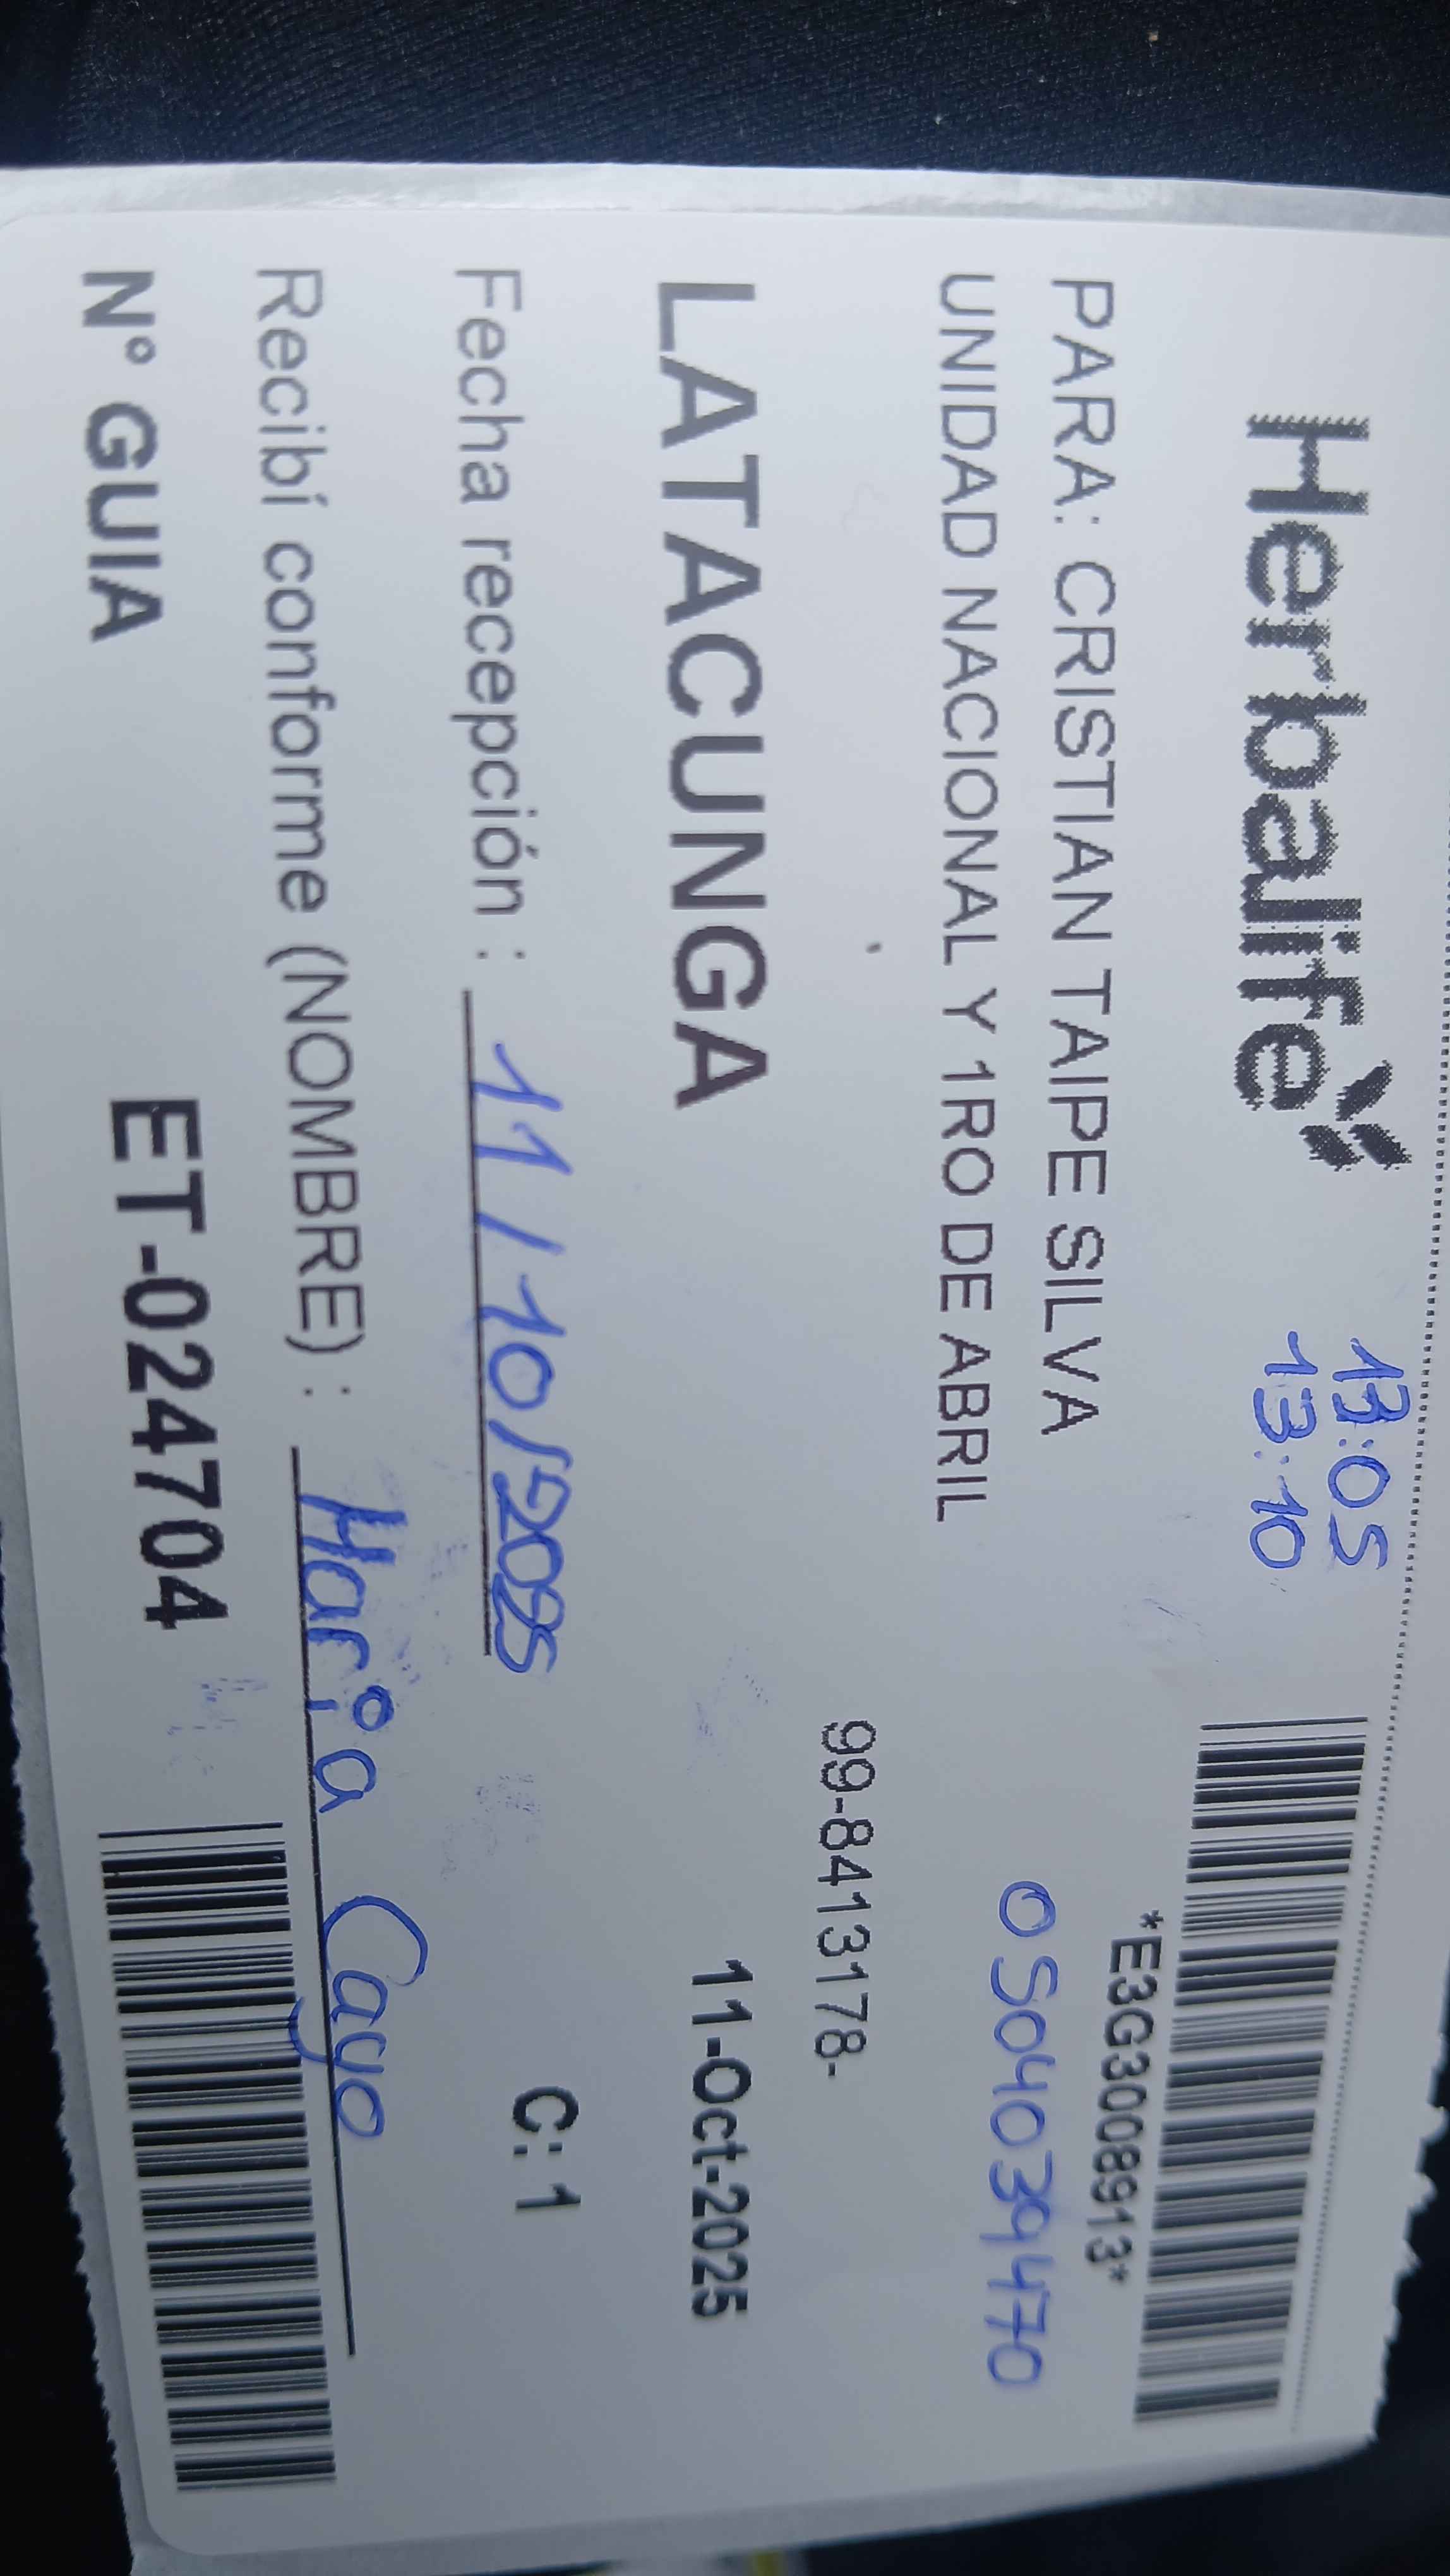 Herbalife
13:05
13:10
*E3G3008913*
PARA: CRISTIAN TAIPE SILVA
0504039470
UNIDAD NACIONAL Y 1RO DE ABRIL
99-8413178-
LATACUNGA
11-Oct-2025
Fecha recepción : 11/10/2025
C: 1
Recibí conforme (NOMBRE) : María Cayo
N° GUIA ET-024704